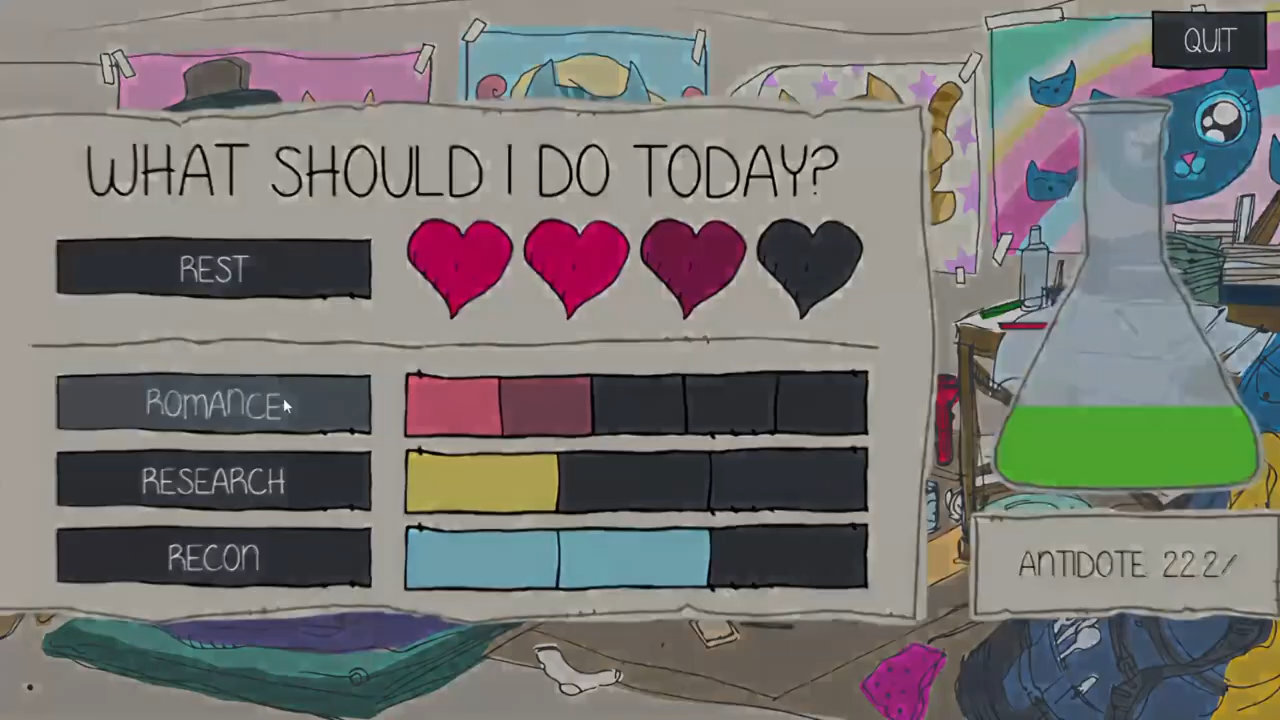 QUIT
WHAT SHOULD I DO TODAY?
REST
ROMANCE
RESEARCH
RECON
ANTIDOTE 22.2/